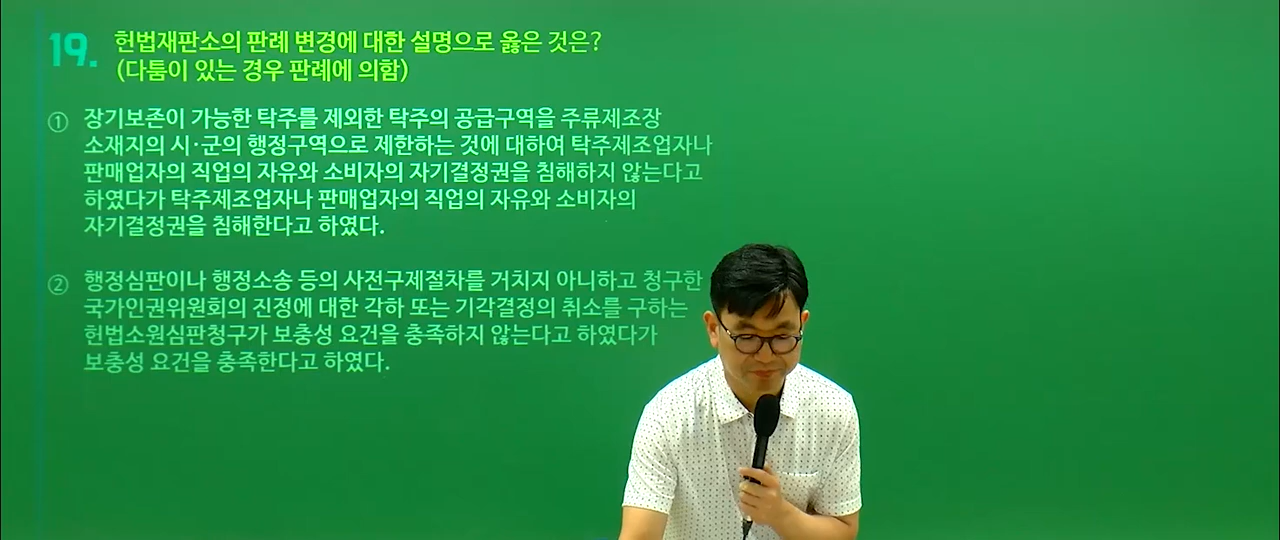 19. 헌법재판소의 판례 변경에 대한 설명으로 옳은 것은?
(다툼이 있는 경우 판례에 의함)
① 장기보존이 가능한 탁주를 제외한 탁주의 공급구역을 주류제조장
소재지의 시·군의 행정구역으로 제한하는 것에 대하여 탁주제조업자나
판매업자의 직업의 자유와 소비자의 자기결정권을 침해하지 않는다고
하였다가 탁주제조업자나 판매업자의 직업의 자유와 소비자의
자기결정권을 침해한다고 하였다.
② 행정심판이나 행정소송 등의 사전구제절차를 거치지 아니하고 청구한
국가인권위원회의 진정에 대한 각하 또는 기각결정의 취소를 구하는
헌법소원심판청구가 보충성 요건을 충족하지 않는다고 하였다가
보충성 요건을 충족한다고 하였다.